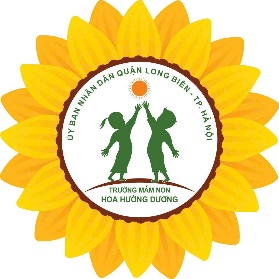 ỦY BAN NHÂN DÂN QUẬN LONG BIÊN - TP. HÀ NỘI
TRƯỜNG MẦM NON
HOA HƯỚNG DƯƠNG